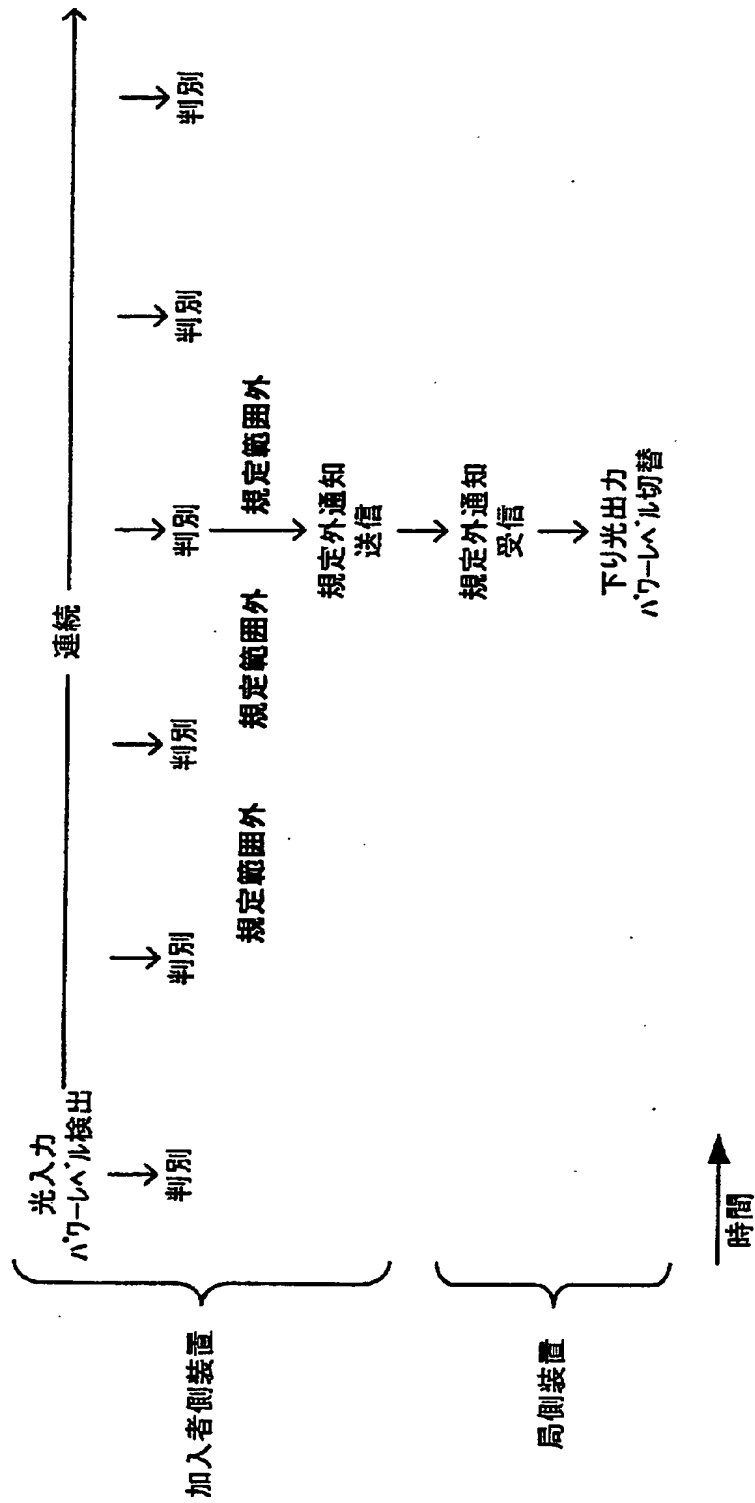 加入者側装置
光入力
パワーレベル検出
連続
判別
判別
判別
判別
判別
判別
規定範囲外
規定範囲外
規定範囲外
規定外通知
送信
局側装置
規定外通知
受信
下り光出力
パワーレベル切替
時間